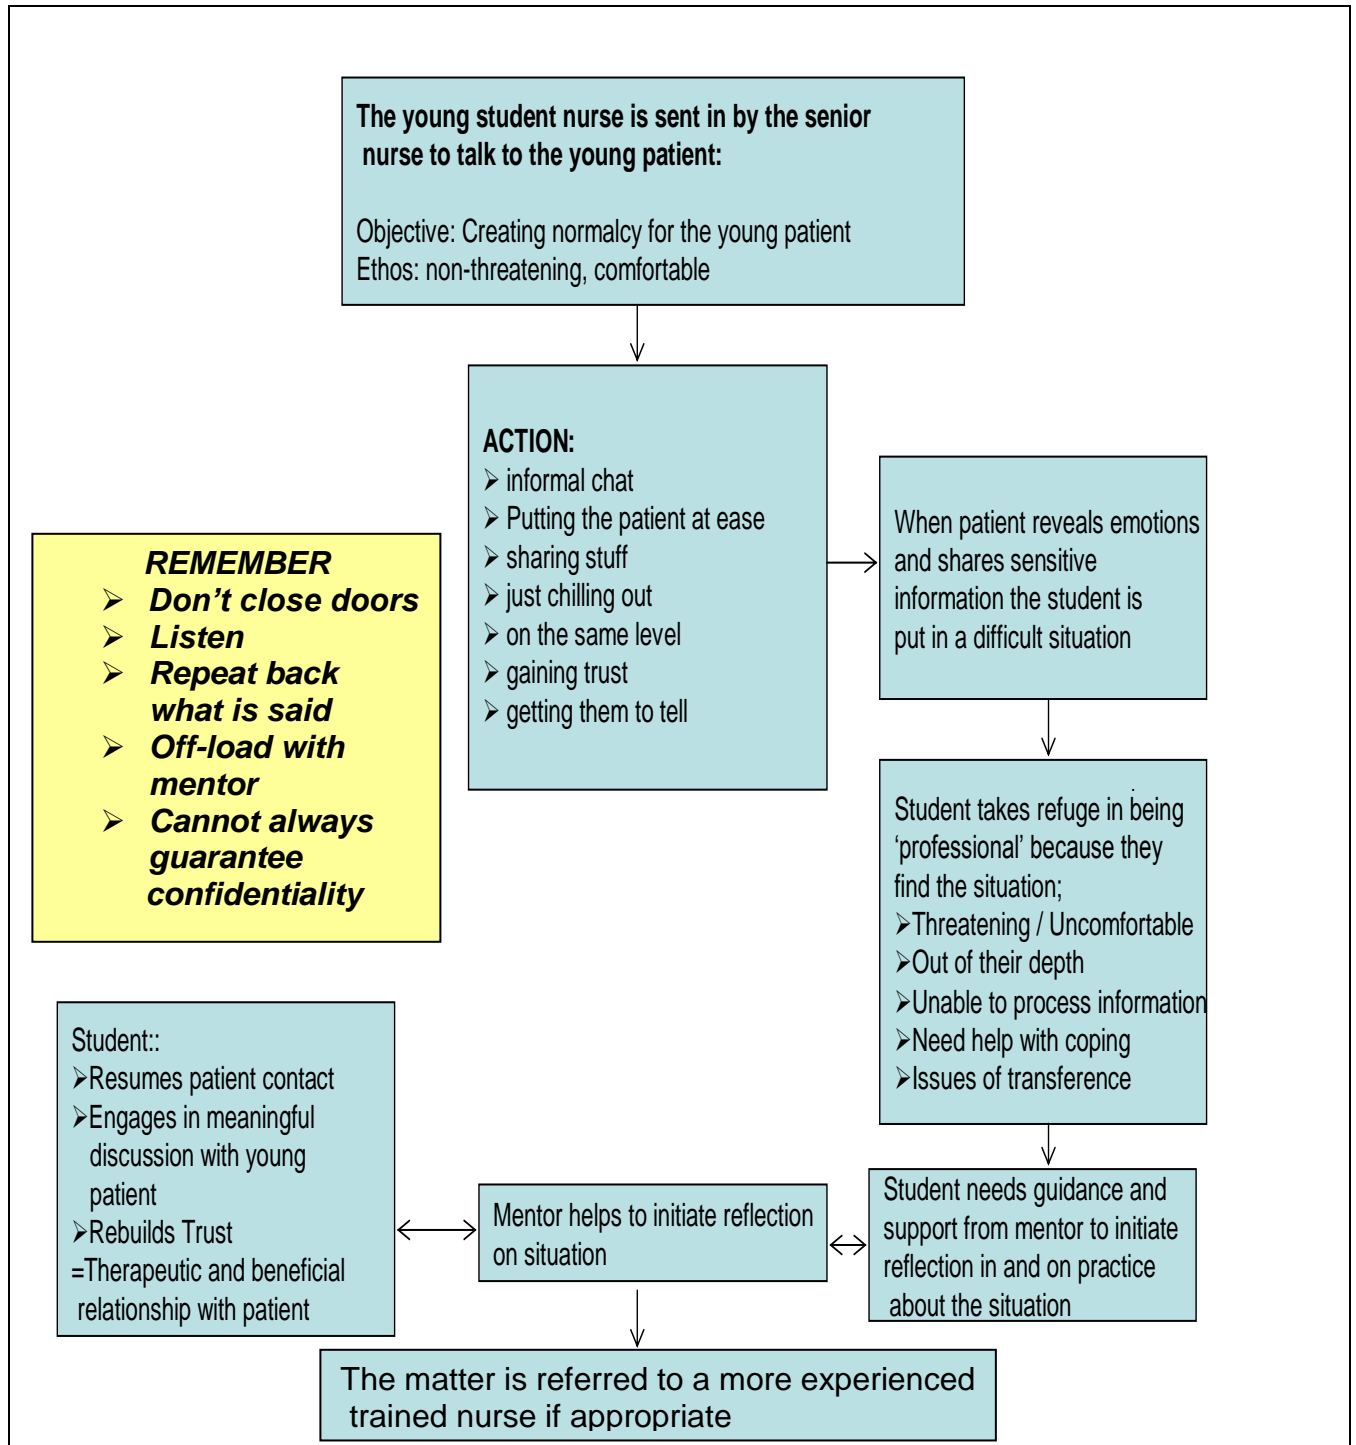 The young student nurse is sent in by the senior
nurse to talk to the young patient:
Objective: Creating normalcy for the young patient
Ethos: non-threatening, comfortable
ACTION:
➢ informal chat
➢ Putting the patient at ease
➢ sharing stuff
➢ just chilling out
➢ on the same level
➢ gaining trust
➢ getting them to tell
When patient reveals emotions
and shares sensitive
information the student is
put in a difficult situation
REMEMBER
➢ Don’t close doors
➢ Listen
➢ Repeat back
what is said
➢ Off-load with
mentor
➢ Cannot always
guarantee
confidentiality
Student takes refuge in being
‘professional’ because they
find the situation;
➢Threatening / Uncomfortable
➢Out of their depth
➢Unable to process information
➢Need help with coping
➢Issues of transference
Student::
➢Resumes patient contact
➢Engages in meaningful
discussion with young
patient
➢Rebuilds Trust
=Therapeutic and beneficial
relationship with patient
Mentor helps to initiate reflection
on situation
Student needs guidance and
support from mentor to initiate
reflection in and on practice
about the situation
The matter is referred to a more experienced
trained nurse if appropriate